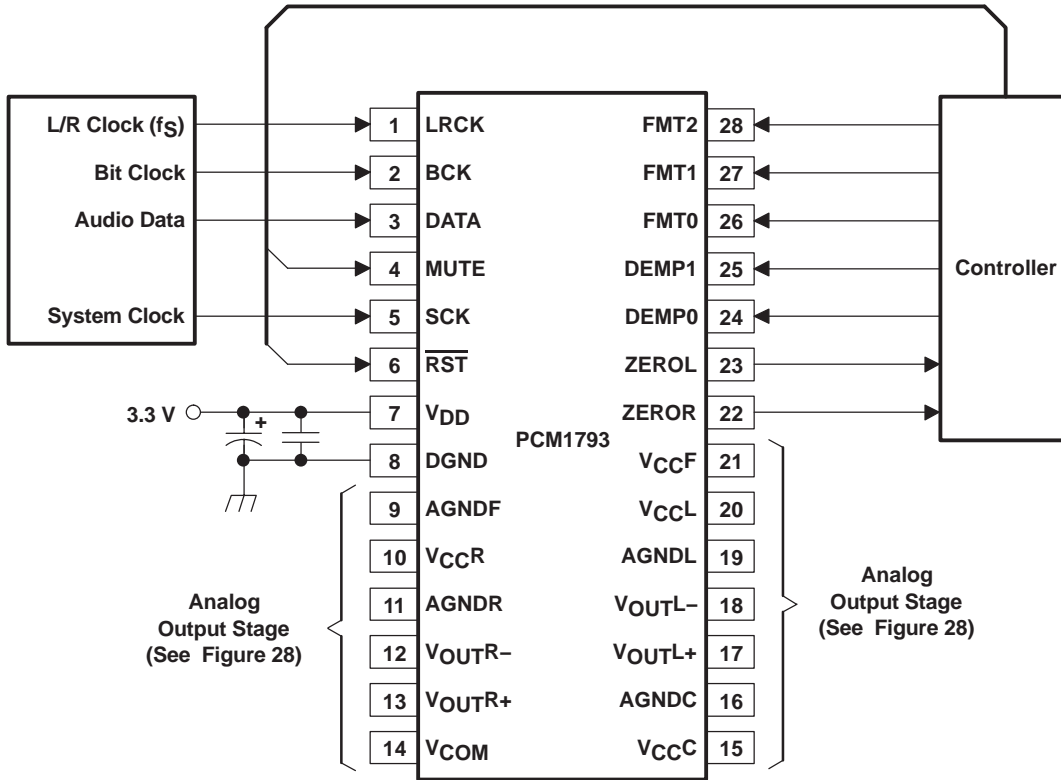 L/R Clock (fS)
Bit Clock
Audio Data
System Clock
3.3 V
+
1 LRCK
2 BCK
3 DATA
4 MUTE
5 SCK
6 RST
7 VDD
8 DGND
9 AGNDF
10 VCCR
11 AGNDR
12 VOUTR−
13 VOUTR+
14 VCOM
Analog
Output Stage
(See Figure 28)
PCM1793
FMT2 28
FMT1 27
FMT0 26
DEMP1 25
DEMP0 24
ZEROL 23
ZEROR 22
VCCF 21
VCCL 20
AGNDL 19
VOUTL− 18
VOUTL+ 17
AGNDC 16
VCCC 15
Controller
Analog
Output Stage
(See Figure 28)